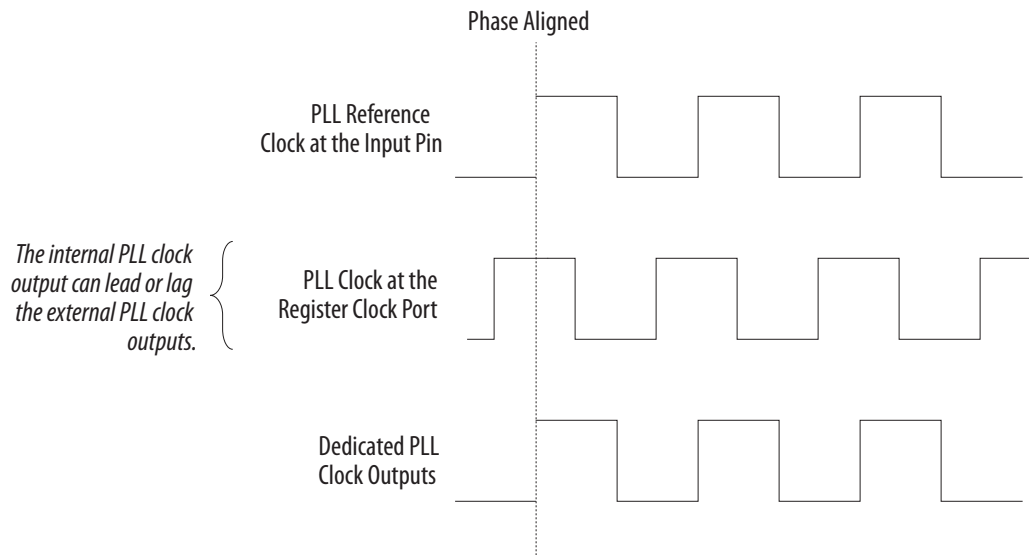 Phase Aligned
PLL Reference
Clock at the Input Pin
The internal PLL clock
output can lead or lag
the external PLL clock
outputs.
PLL Clock at the
Register Clock Port
Dedicated PLL
Clock Outputs